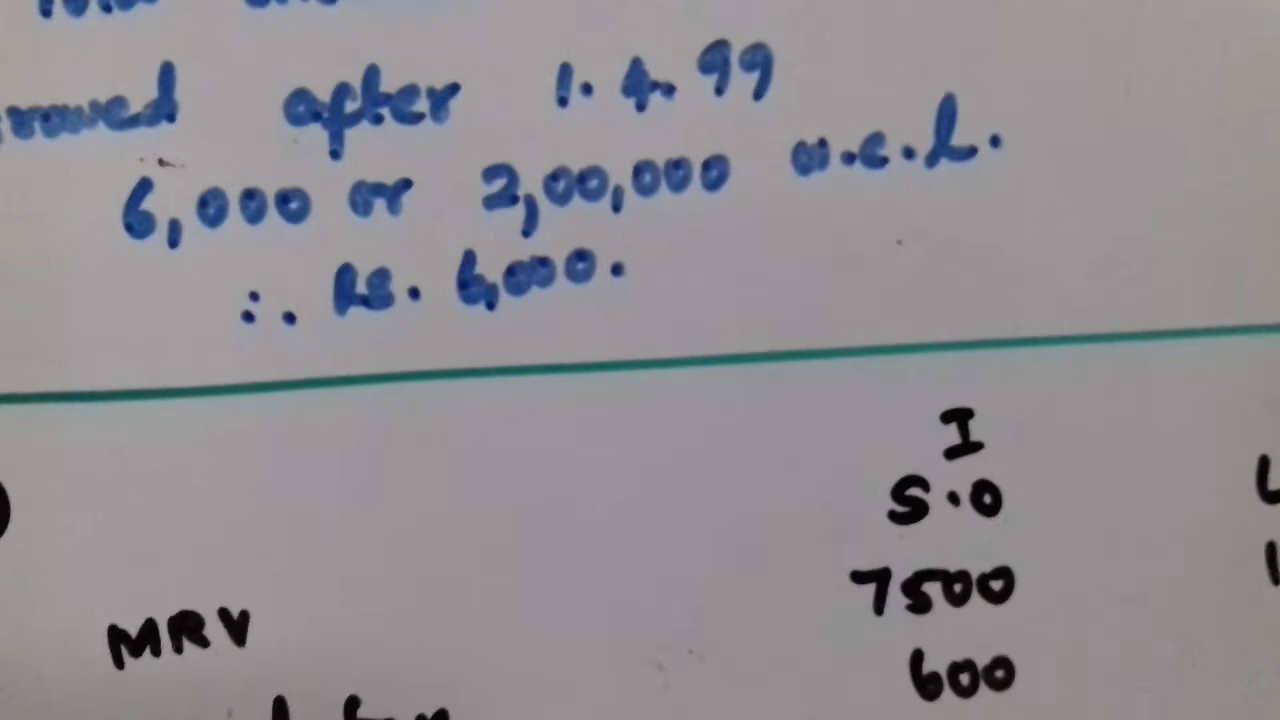 after 1.4.99
6,000 or 2,00,000 w.e.l.
∴ Rs. 6,000.
I
S.O
7500
MRV
600